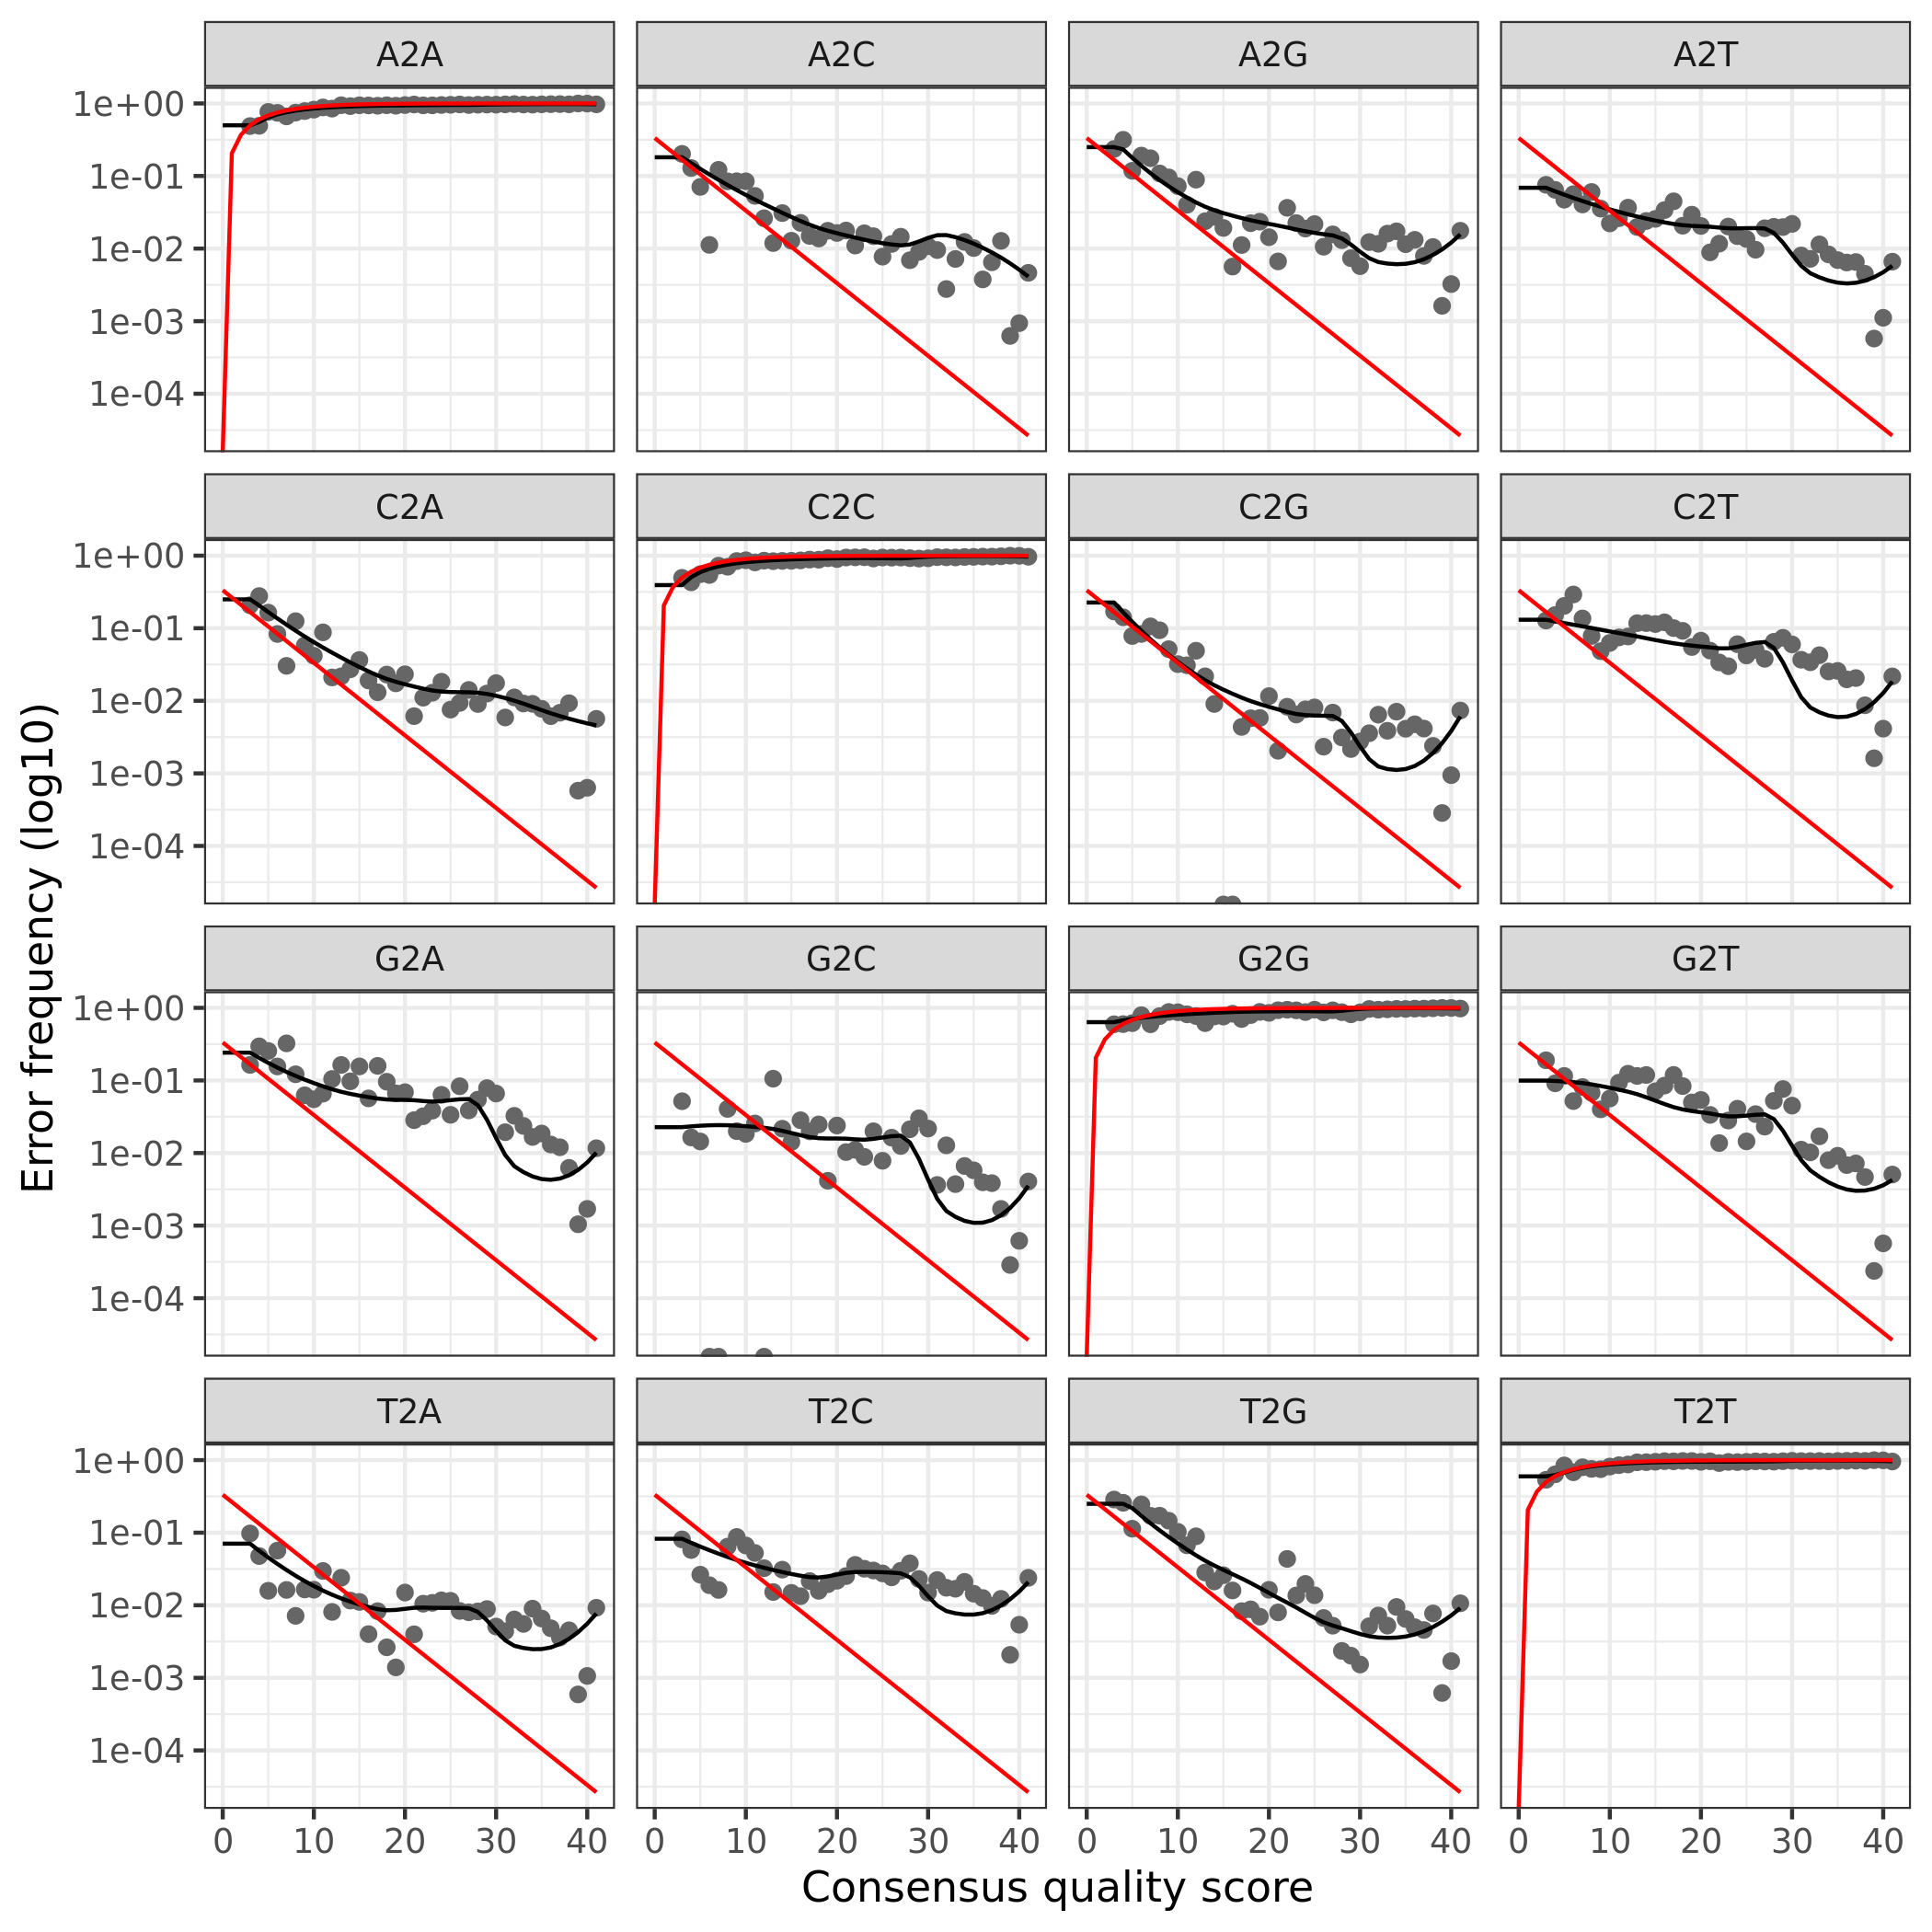 A2A A2C A2G A2T
1e+00
1e-01
1e-02
1e-03
1e-04
C2A C2C C2G C2T
1e+00
1e-01
1e-02
1e-03
1e-04
G2A G2C G2G G2T
1e+00
1e-01
1e-02
1e-03
1e-04
T2A T2C T2G T2T
1e+00
1e-01
1e-02
1e-03
1e-04
0 10 20 30 40 0 10 20 30 40 0 10 20 30 40 0 10 20 30 40
Consensus quality score
Error frequency (log10)